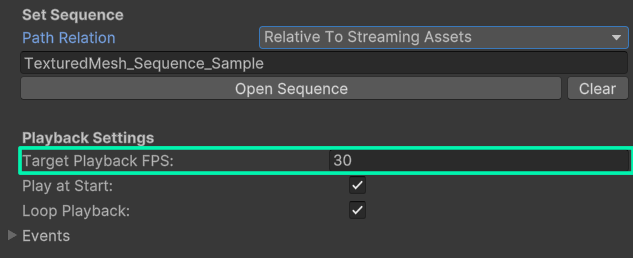 Set Sequence
Path Relation Relative To Streaming Assets
TexturedMesh_Sequence_Sample
Open Sequence Clear
Playback Settings
Target Playback FPS: 30
Play at Start:
Loop Playback:
Events